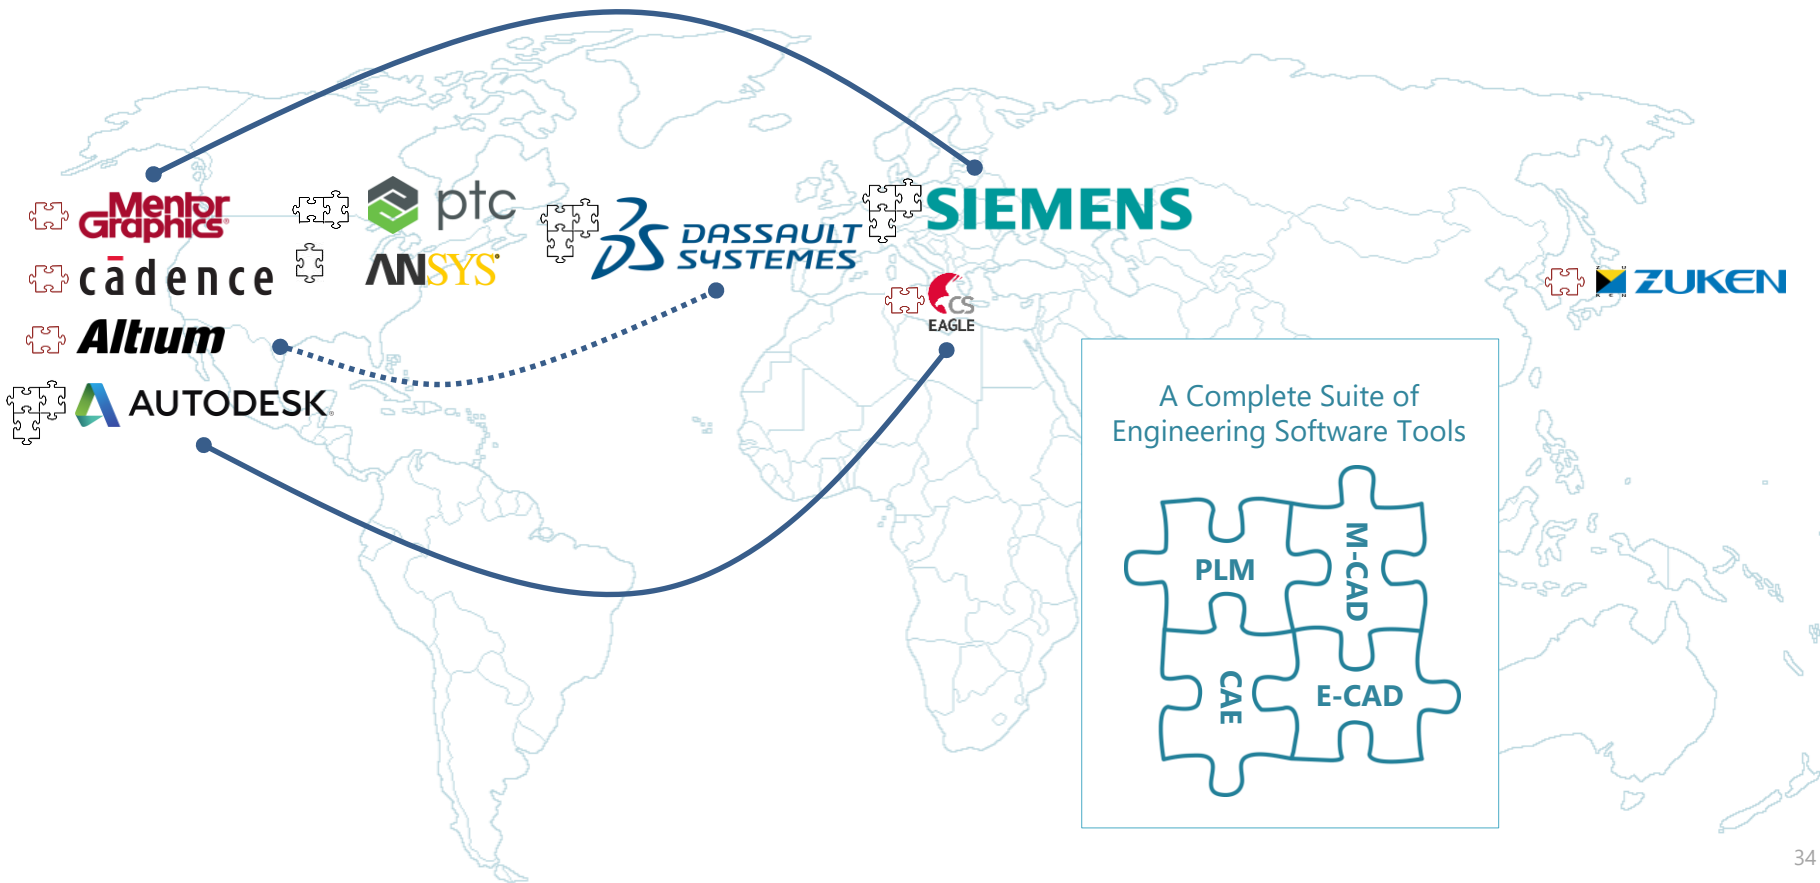 Mentor
Graphics
cādence
Altıum
AUTODESK
ptc
ANSYS
DASSAULT
SYSTEMES
SIEMENS
CS
EAGLE
ZUKEN
A Complete Suite of
Engineering Software Tools
PLM
M-CAD
CAE
E-CAD
34